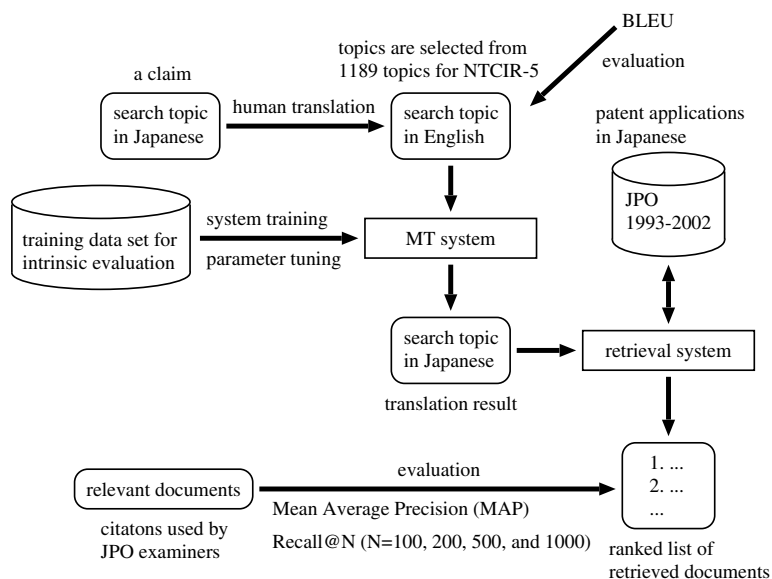 BLEU
evaluation
topics are selected from
1189 topics for NTCIR-5
a claim
search topic
in Japanese
human translation
search topic
in English
patent applications
in Japanese
JPO
1993-2002
training data set for
intrinsic evaluation
system training
parameter tuning
MT system
search topic
in Japanese
translation result
retrieval system
relevant documents
citatons used by
JPO examiners
evaluation
Mean Average Precision (MAP)
Recall@N (N=100, 200, 500, and 1000)
1. ...
2. ...
...
ranked list of
retrieved documents